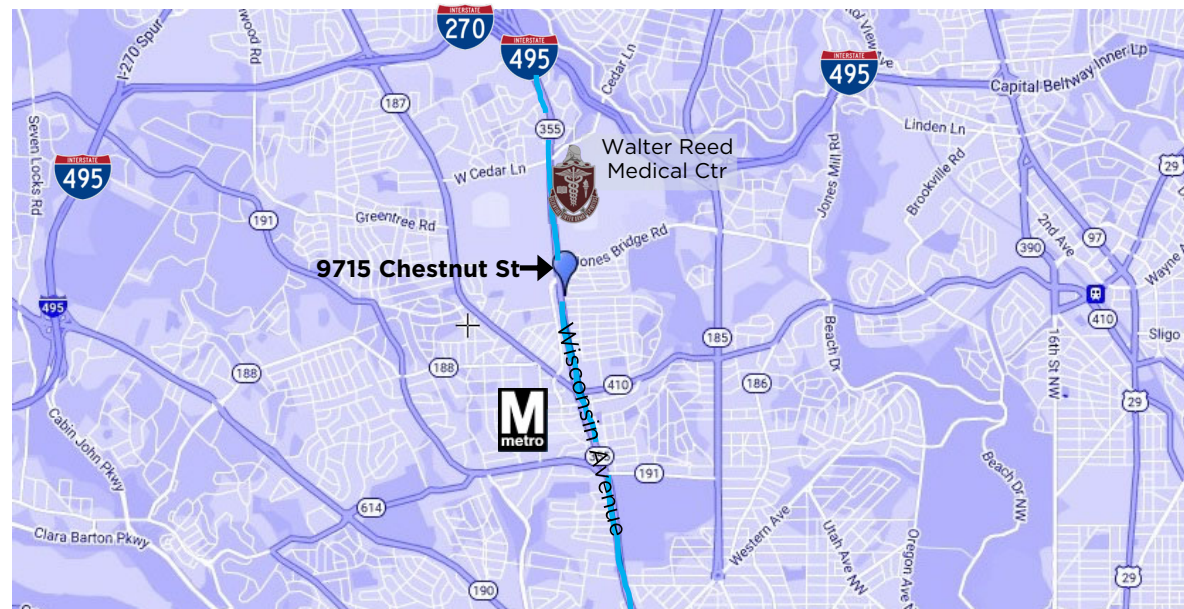 INTERSTATE
270
INTERSTATE
495
INTERSTATE
495
INTERSTATE
495
I-270 Spur
Cedar Ln
Capital Beltway Inner Lp
187
355
Linden Ln
Walter Reed
Medical Ctr
29
Seven Locks Rd
W Cedar Ln
Jones Mill Rd
Brookville Rd
191
Greentree Rd
Jones Bridge Rd
2nd Ave
97
390
Wayne A
9715 Chestnut St
495
410
Sligo
185
Beach Dr
16th St NW
188
188
410
186
Wisconsin Avenue
29
M
metro
191
Cabin John Pkwy
Beach Dr NW
614
Clara Barton Pkwy
Western Ave
Utah Ave NW
Oregon Ave N
190
29